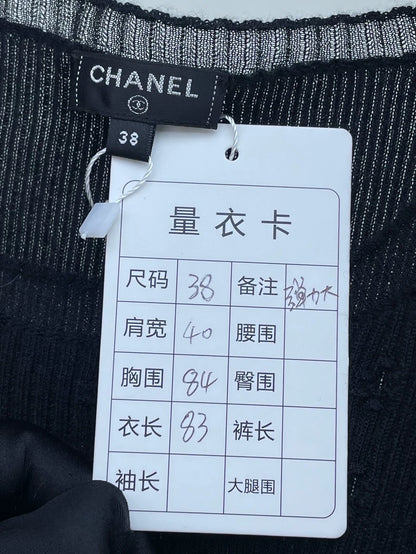 CHANEL
38
量衣卡
尺码 38 备注 弹力大
肩宽 40 腰围
胸围 84 臀围
衣长 83 裤长
袖长 大腿围